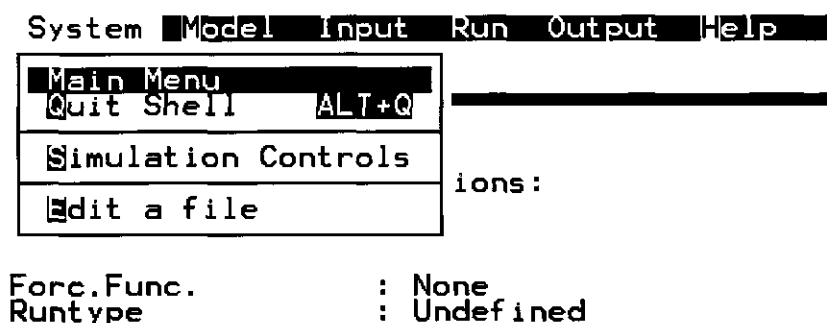 System Model Input Run Output Help
Main Menu
Quit Shell ALT+Q
Simulation Controls
ions:
Edit a file
Forc.Func. : None
Runtype : Undefined